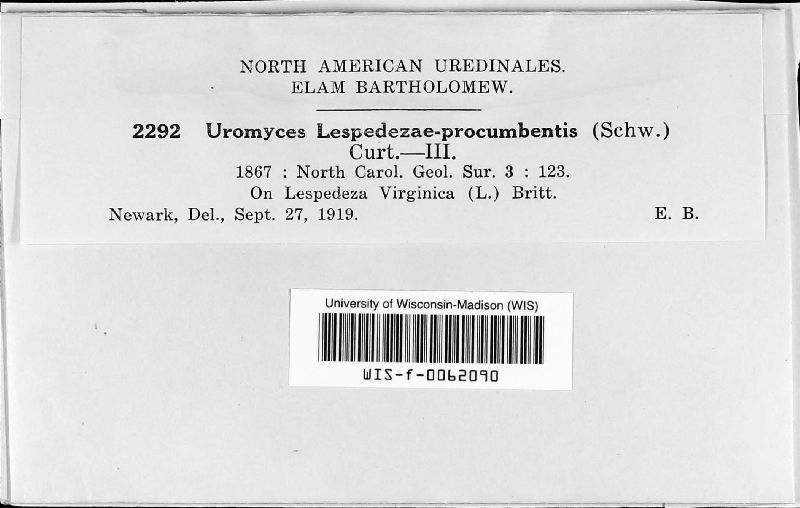 NORTH AMERICAN UREDINALES.
ELAM BARTHOLOMEW.
2292 Uromyces Lespedezae-procumbentis (Schw.)
Curt.—III.
1867 : North Carol. Geol. Sur. 3 : 123.
On Lespedeza Virginica (L.) Britt.
Newark, Del., Sept. 27, 1919. E. B.
University of Wisconsin-Madison (WIS)
WIS-f-0062090